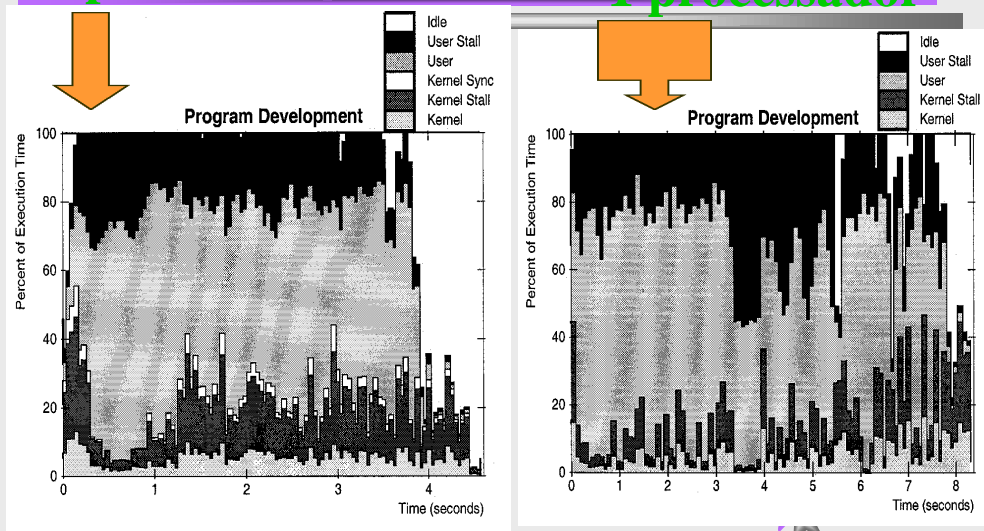 1 processador
Idle
User Stall
User
Kernel Sync
Kernel Stall
Kernel
Program Development
Percent of Execution Time
100
80
60
40
20
0
0 1 2 3 4
Time (seconds)
Idle
User Stall
User
Kernel Stall
Kernel
Program Development
Percent of Execution Time
100
80
60
40
20
0
0 1 2 3 4 5 6 7 8
Time (seconds)